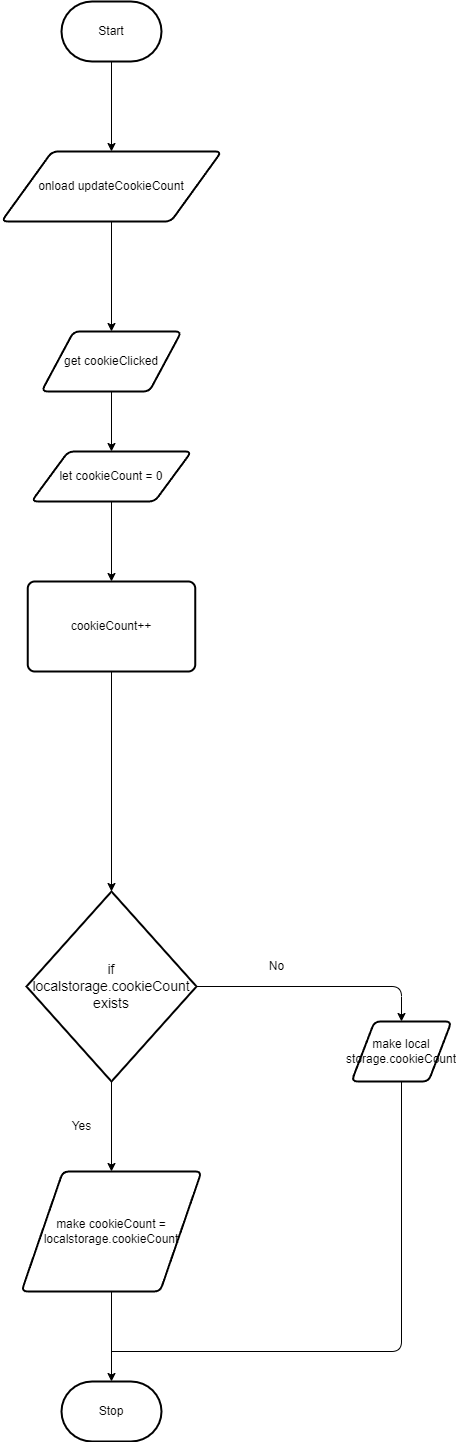 Start
onload updateCookieCount
get cookieClicked
let cookieCount = 0
cookieCount++
if
localstorage.cookieCount
exists
No
make local
storage.cookieCount
Yes
make cookieCount =
localstorage.cookieCount
Stop